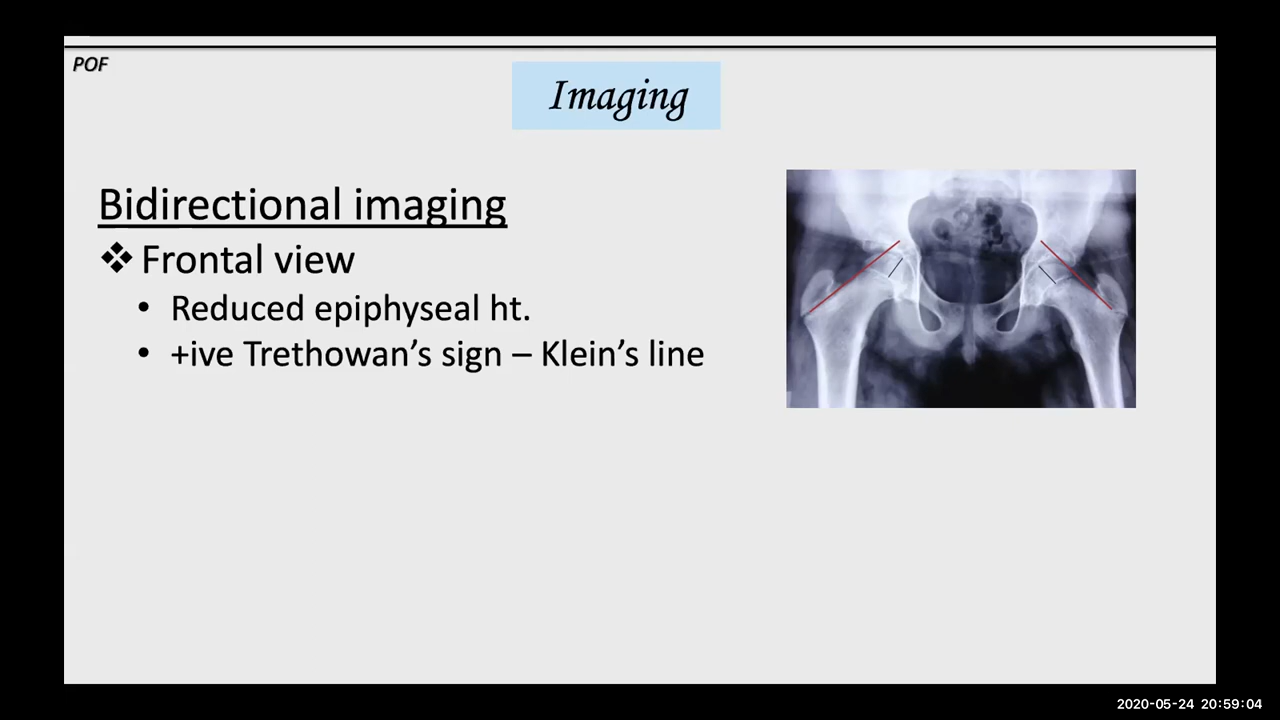 POF
Imaging
Bidirectional imaging
❖ Frontal view
• Reduced epiphyseal ht.
• +ive Trethowan’s sign – Klein’s line
2020-05-24 20:59:04